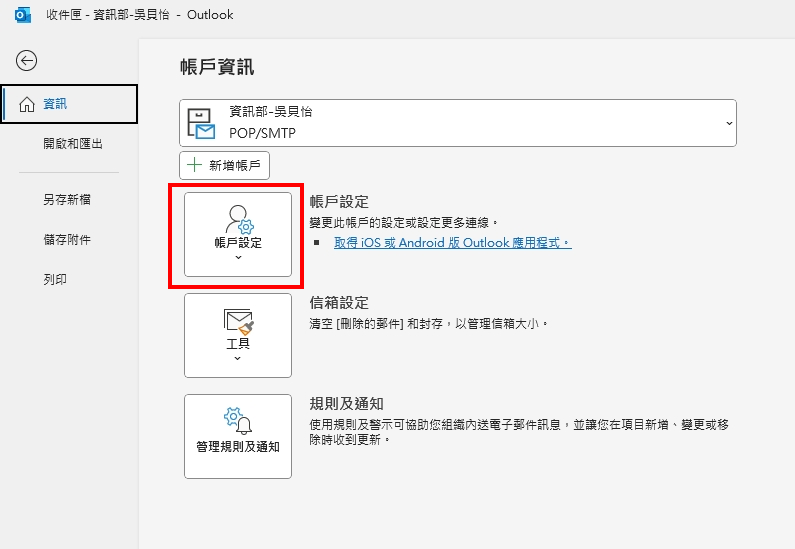 收件匣 - 資訊部-吳貝怡 - Outlook
資訊
開啟和匯出
另存新檔
儲存附件
列印
帳戶資訊
資訊部-吳貝怡
POP/SMTP
新增帳戶
帳戶設定
帳戶設定
變更此帳戶的設定或設定更多連線。
取得 iOS 或 Android 版 Outlook 應用程式。
工具
信箱設定
清空 [刪除的郵件] 和封存，以管理信箱大小。
管理規則及通知
規則及通知
使用規則及警示可協助您組織內送電子郵件訊息，並讓您在項目新增、變更或移
除時收到更新。